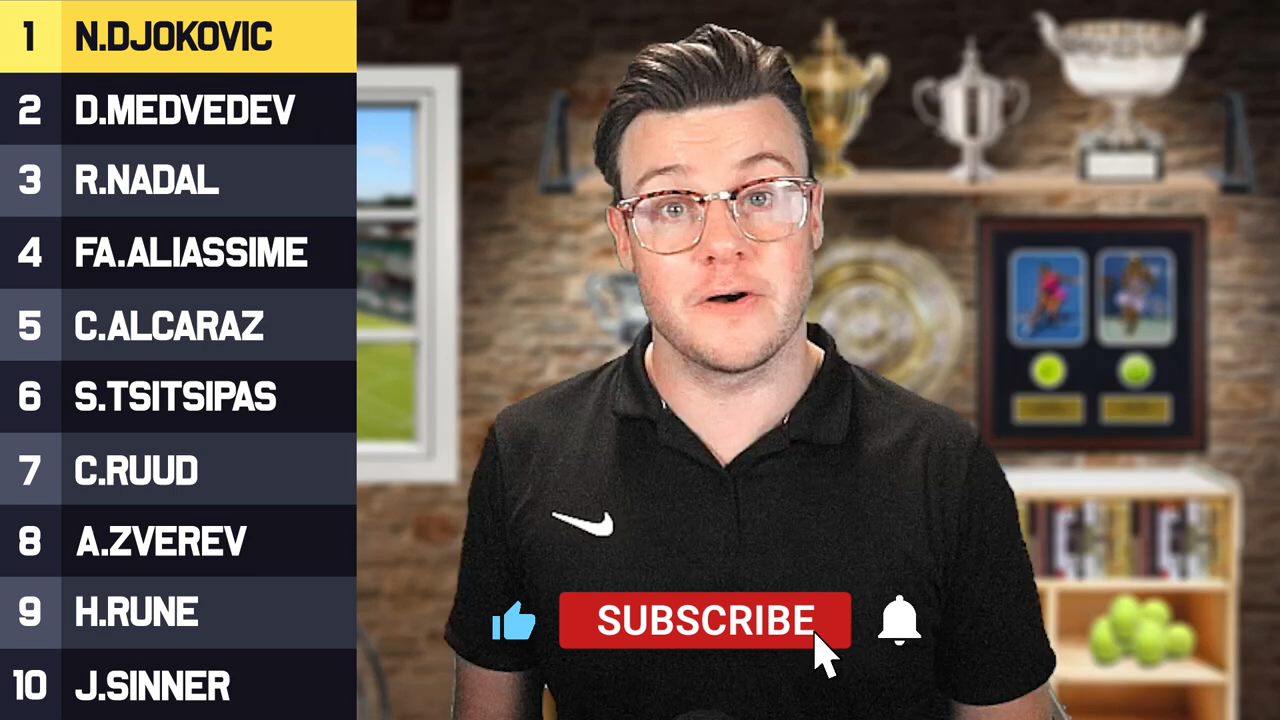 1 N.DJOKOVIC
2 D.MEDVEDEV
3 R.NADAL
4 FA.ALIASSIME
5 C.ALCARAZ
6 S.TSITSIPAS
7 C.RUUD
8 A.ZVEREV
9 H.RUNE
10 J.SINNER
SUBSCRIBE